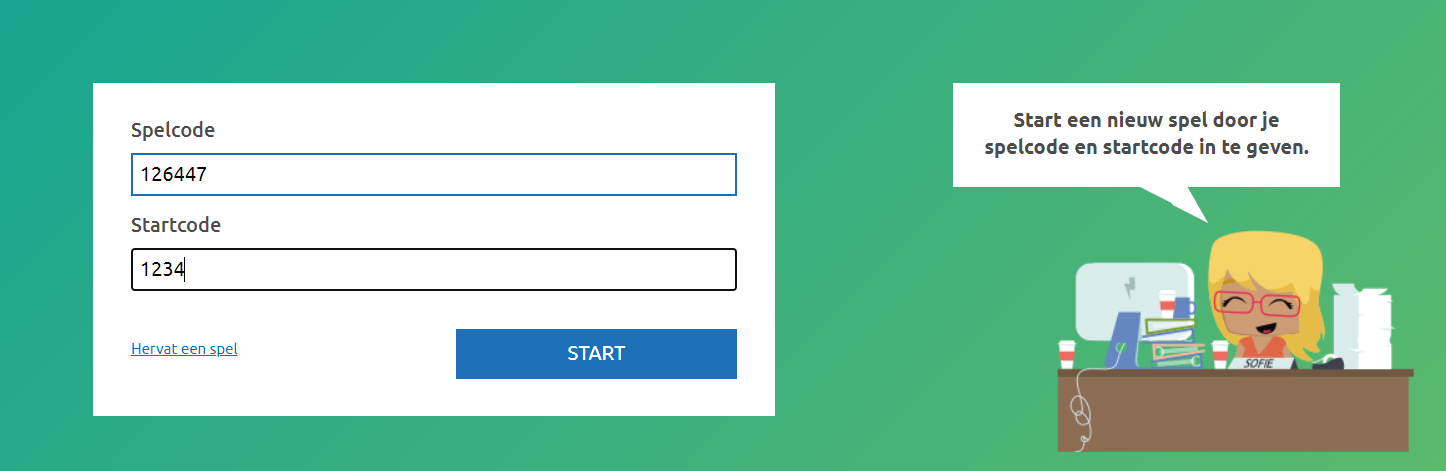 Spelcode
126447
Startcode
1234
Hervat een spel
START
Start een nieuw spel door je
spelcode en startcode in te geven.
SOFIE